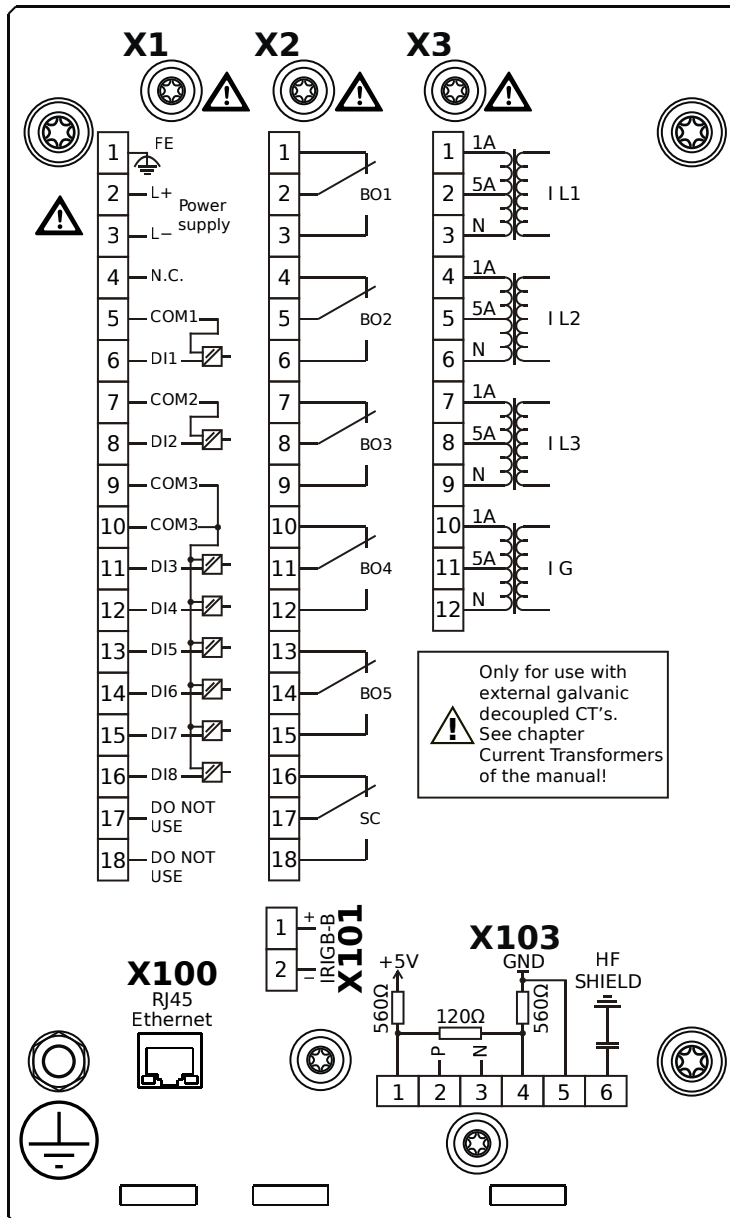 X1 X2 X3
1 FE
2 L+
Power
supply
3 L−
4 N.C.
5 COM1
6 DI1
7 COM2
8 DI2
9 COM3
10 COM3
11 DI3
12 DI4
13 DI5
14 DI6
15 DI7
16 DI8
17 DO NOT
USE
18 DO NOT
USE
1
2 BO1
3
4
5 BO2
6
7
8 BO3
9
10
11 BO4
12
13
14 BO5
15
16
17 SC
18
1 1A
2 5A I L1
3 N
4 1A
5 5A I L2
6 N
7 1A
8 5A I L3
9 N
10 1A
11 5A I G
12 N
Only for use with
external galvanic
decoupled CT's.
See chapter
Current Transformers
of the manual!
X100
RJ45
Ethernet
1 +
2 −
IRIGB-B
X101
X103
+5V GND HF
SHIELD
560Ω 120Ω 560Ω
P N
1 2 3 4 5 6